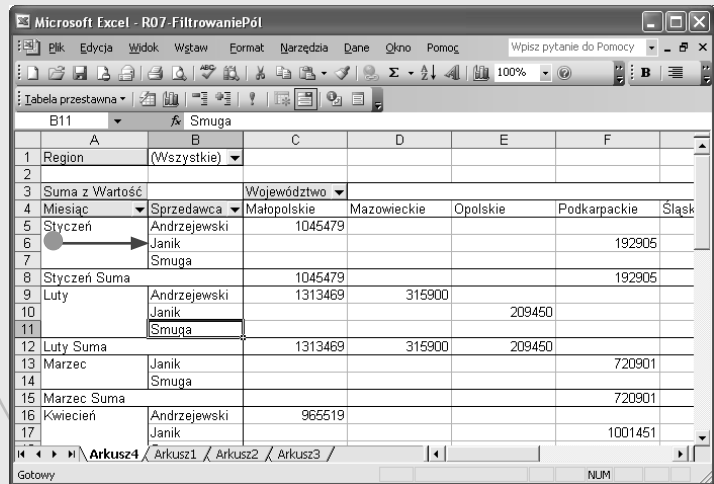 Microsoft Excel - R07-FiltrowaniePól
Plik Edycja Widok Wstaw Format Narzędzia Dane Okno Pomoc Wpisz pytanie do Pomocy
100% B
Tabela przestawna
B11 fx Smuga
A B C D E F
1 Region (Wszystkie)
2
3 Suma z Wartość Województwo
4 Miesiąc Sprzedawca Małopolskie Mazowieckie Opolskie Podkarpackie Śląsk
5 Styczeń Andrzejewski 1045479
6 Janik 192905
7 Smuga
8 Styczeń Suma 1045479 192905
9 Luty Andrzejewski 1313469 315900
10 Janik 209450
11 Smuga
12 Luty Suma 1313469 315900 209450
13 Marzec Janik 720901
14 Smuga
15 Marzec Suma 720901
16 Kwiecień Andrzejewski 965519
17 Janik 1001451
Arkusz4 Arkusz1 Arkusz2 Arkusz3
Gotowy NUM